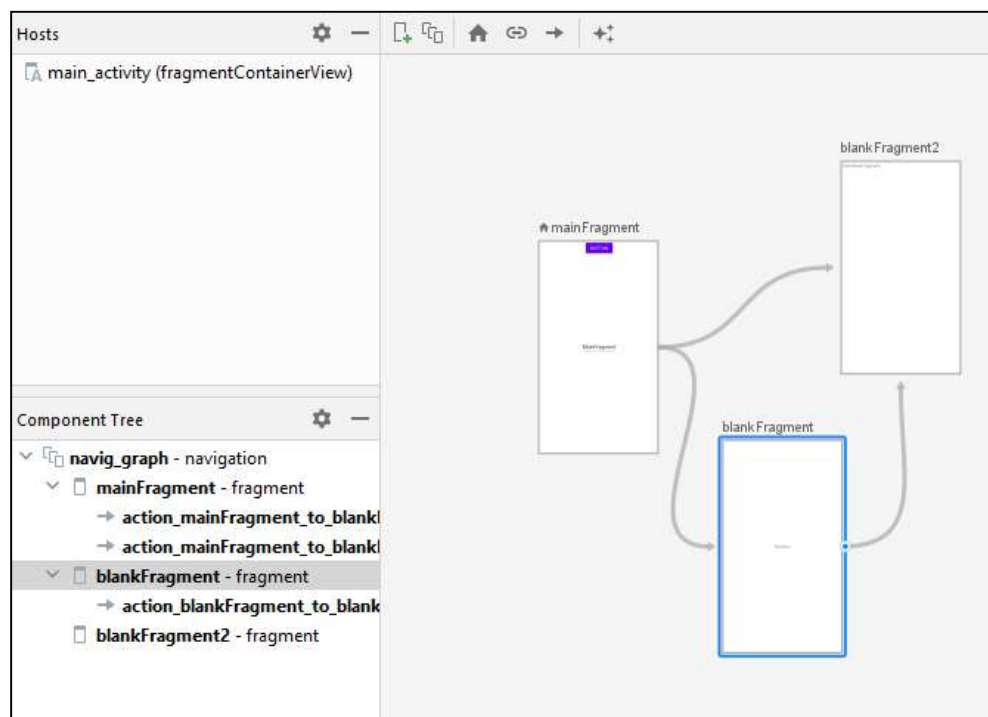 Hosts
main_activity (fragmentContainerView)
Component Tree
navig_graph - navigation
mainFragment - fragment
action_mainFragment_to_blankl
action_mainFragment_to_blankl
blankFragment - fragment
action_blankFragment_to_blank
blankFragment2 - fragment
mainFragment
blankFragment2
blankFragment